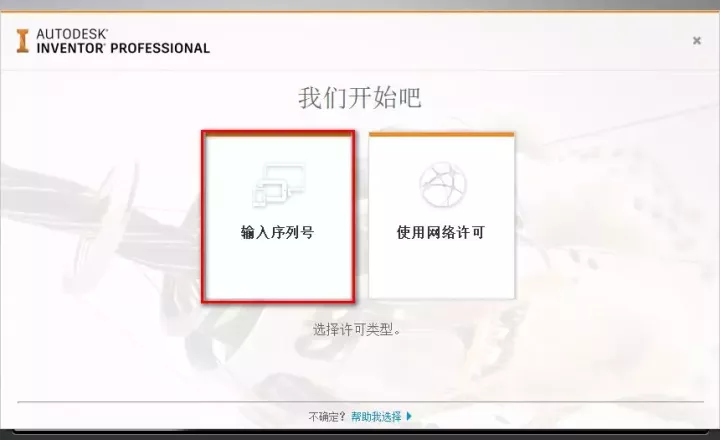 AUTODESK®
INVENTOR® PROFESSIONAL
我们开始吧
输入序列号
使用网络许可
选择许可类型。
不确定? 帮助我选择